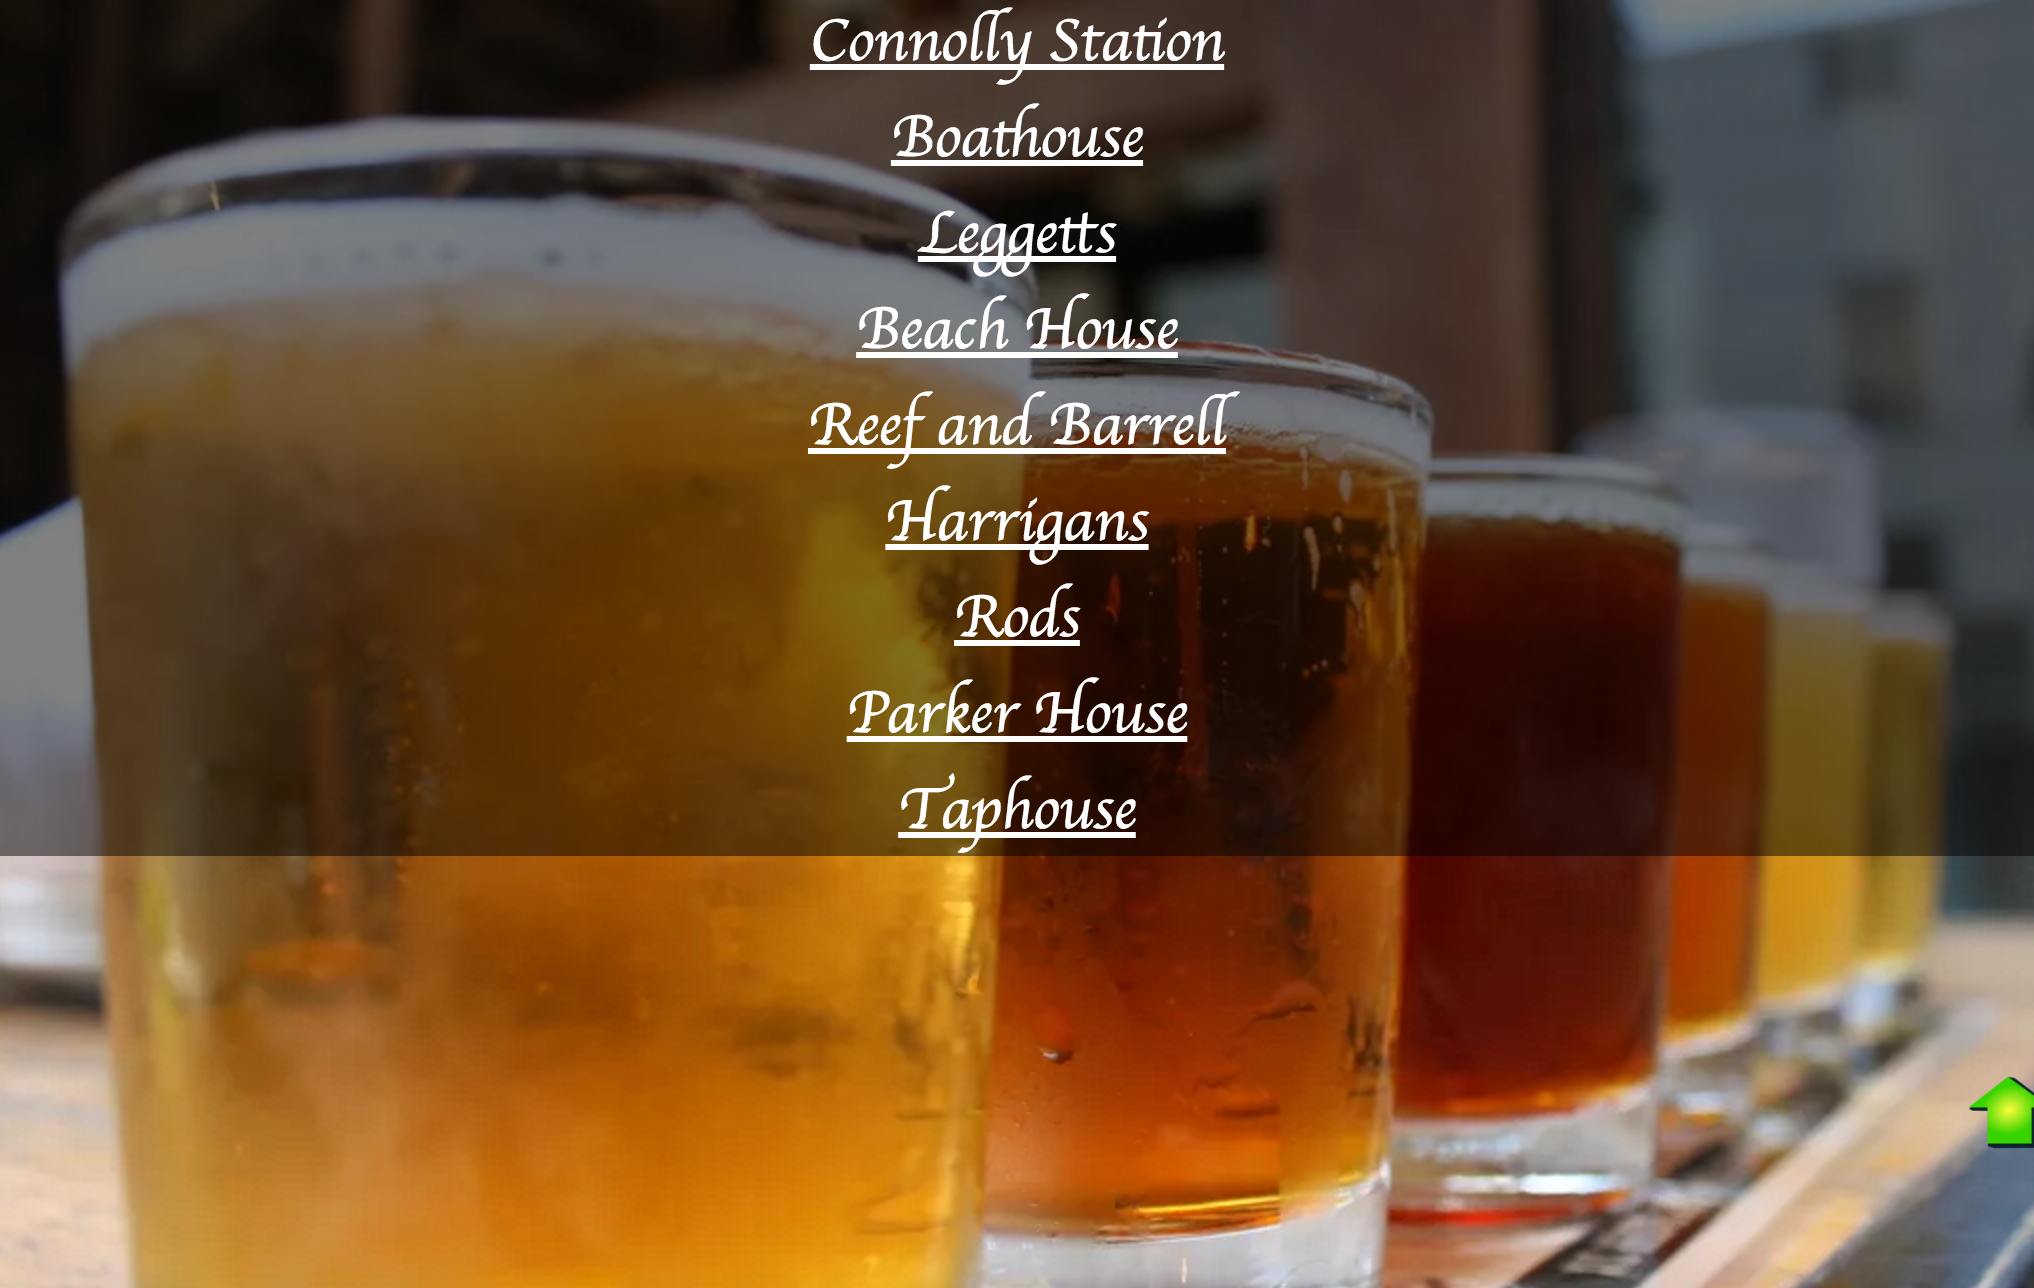 Connolly Station
Boathouse
Leggetts
Beach House
Reef and Barrell
Harrigans
Rods
Parker House
Taphouse